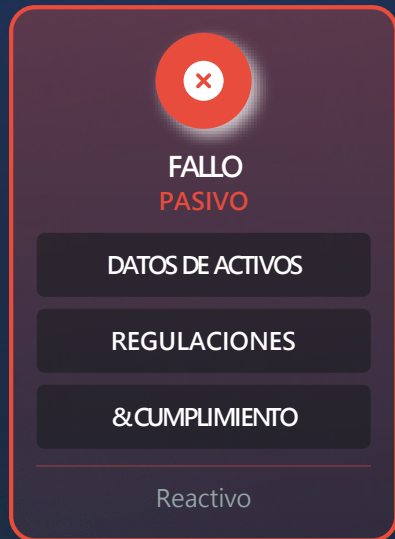 FALLO
PASIVO
DATOS DE ACTIVOS
REGULACIONES
& CUMPLIMIENTO
Reactivo